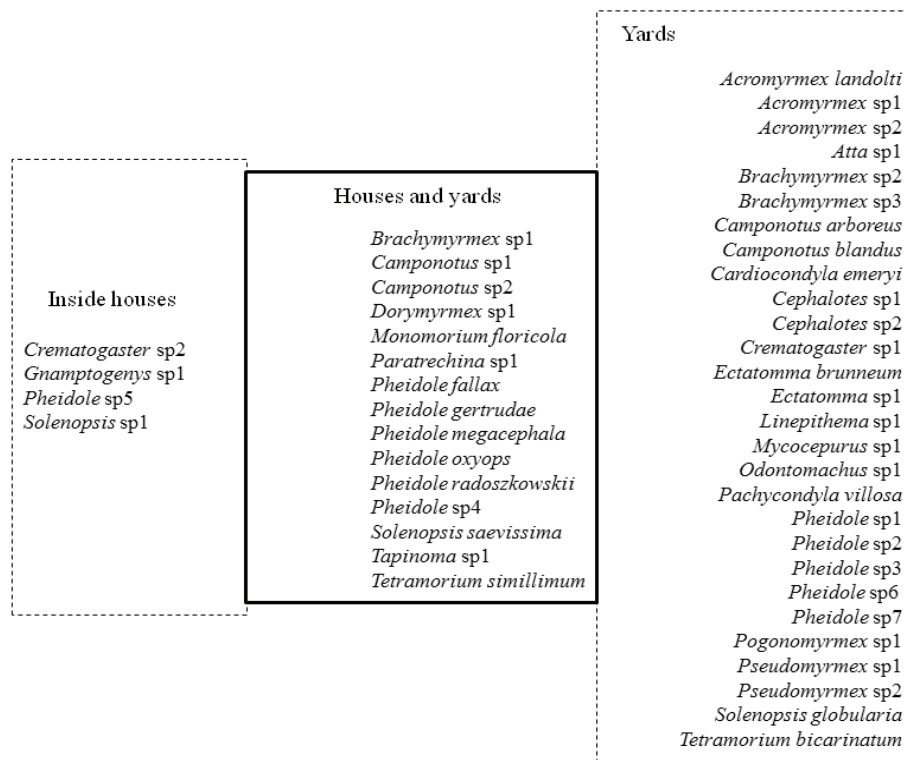 Inside houses
Crematogaster sp2
Gnamptogenys sp1
Pheidole sp5
Solenopsis sp1
Houses and yards
Brachymyrmex sp1
Camponotus sp1
Camponotus sp2
Dorymyrmex sp1
Monomorium floricola
Paratrechina sp1
Pheidole fallax
Pheidole gertrudae
Pheidole megacephala
Pheidole oxyops
Pheidole radoszkowskii
Pheidole sp4
Solenopsis saevissima
Tapinoma sp1
Tetramorium simillimum
Yards
Acromyrmex landolti
Acromyrmex sp1
Acromyrmex sp2
Atta sp1
Brachymyrmex sp2
Brachymyrmex sp3
Camponotus arboreus
Camponotus blandus
Cardiocondyla emeryi
Cephalotes sp1
Cephalotes sp2
Crematogaster sp1
Ectatomma brunneum
Ectatomma sp1
Linepithema sp1
Mycocepurus sp1
Odontomachus sp1
Pachycondyla villosa
Pheidole sp1
Pheidole sp2
Pheidole sp3
Pheidole sp6
Pheidole sp7
Pogonomyrmex sp1
Pseudomyrmex sp1
Pseudomyrmex sp2
Solenopsis globularia
Tetramorium bicarinatum